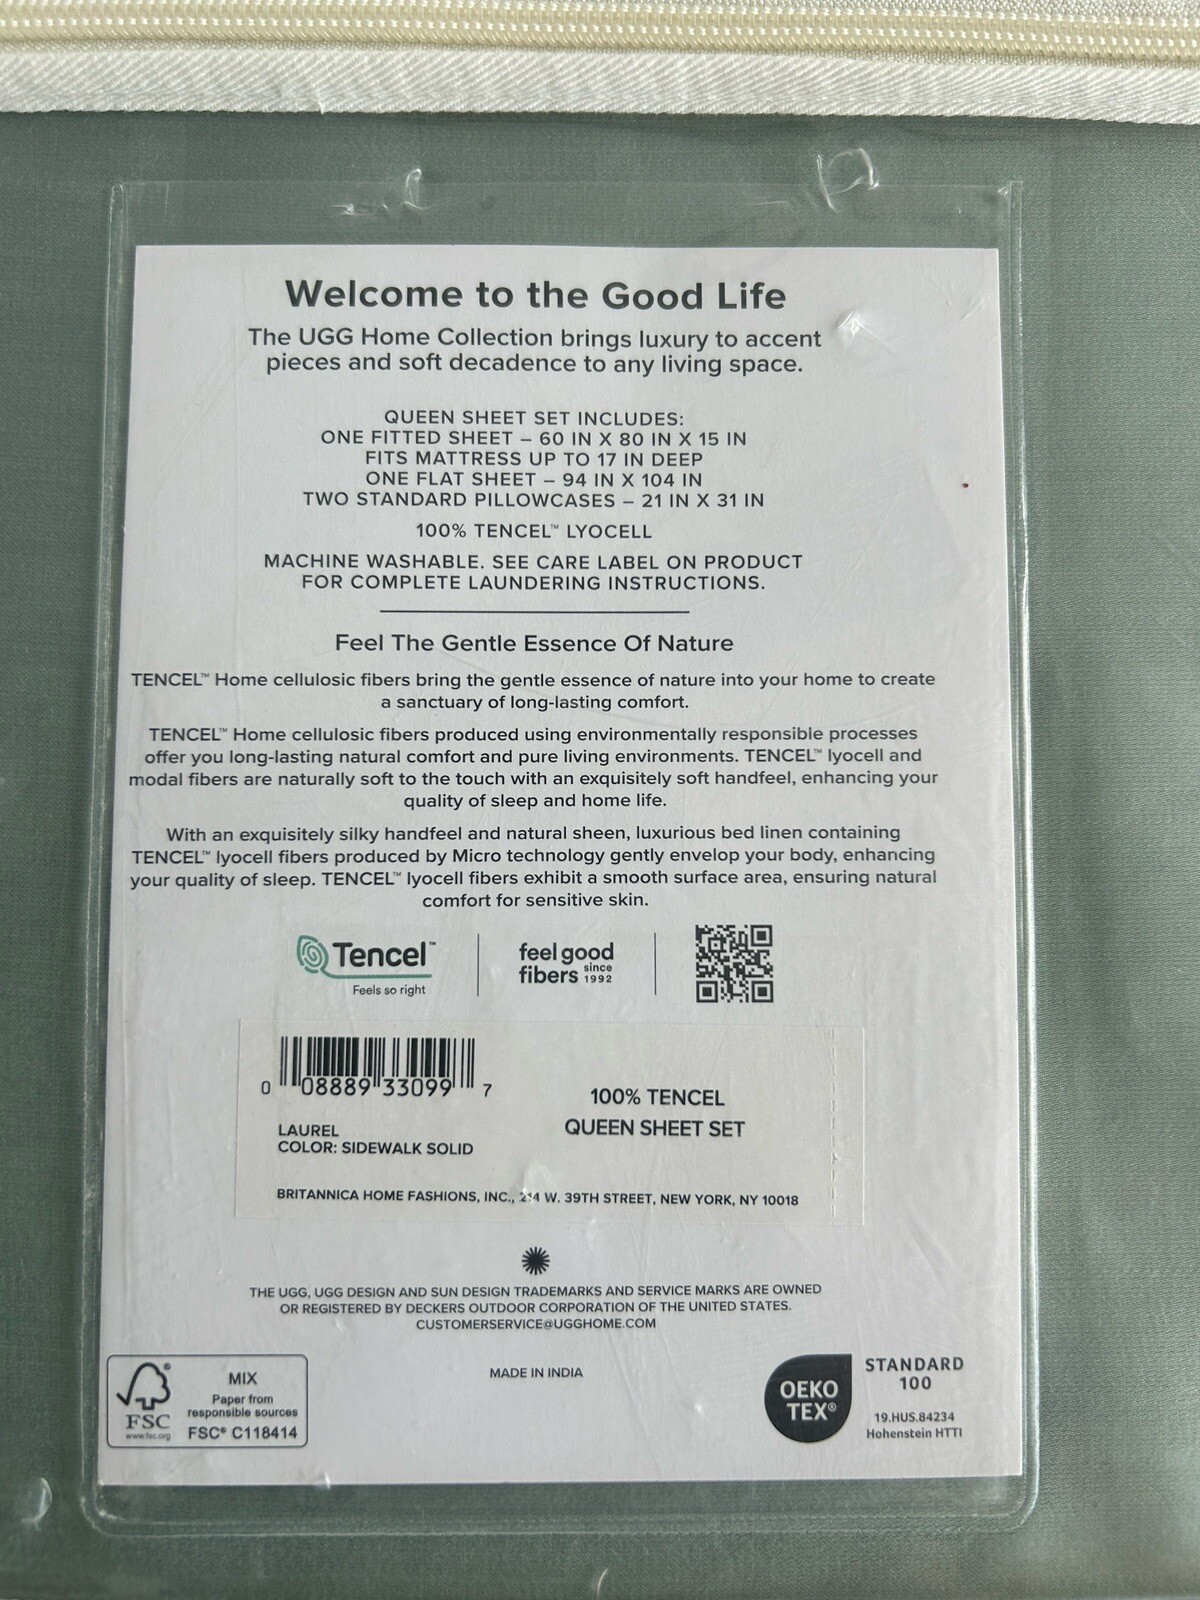 Welcome to the Good Life
The UGG Home Collection brings luxury to accent
pieces and soft decadence to any living space.
QUEEN SHEET SET INCLUDES:
ONE FITTED SHEET – 60 IN X 80 IN X 15 IN
FITS MATTRESS UP TO 17 IN DEEP
ONE FLAT SHEET – 94 IN X 104 IN
TWO STANDARD PILLOWCASES – 21 IN X 31 IN
100% TENCEL™ LYOCELL
MACHINE WASHABLE. SEE CARE LABEL ON PRODUCT
FOR COMPLETE LAUNDERING INSTRUCTIONS.
Feel The Gentle Essence Of Nature
TENCEL™ Home cellulosic fibers bring the gentle essence of nature into your home to create
a sanctuary of long-lasting comfort.
TENCEL™ Home cellulosic fibers produced using environmentally responsible processes
offer you long-lasting natural comfort and pure living environments. TENCEL™ lyocell and
modal fibers are naturally soft to the touch with an exquisitely soft handfeel, enhancing your
quality of sleep and home life.
With an exquisitely silky handfeel and natural sheen, luxurious bed linen containing
TENCEL™ lyocell fibers produced by Micro technology gently envelop your body, enhancing
your quality of sleep. TENCEL™ lyocell fibers exhibit a smooth surface area, ensuring natural
comfort for sensitive skin.
Tencel™
Feels so right
feel good
fibers since 1992
0 08889 33099 7
LAUREL
COLOR: SIDEWALK SOLID
100% TENCEL
QUEEN SHEET SET
BRITANNICA HOME FASHIONS, INC., 214 W. 39TH STREET, NEW YORK, NY 10018
THE UGG, UGG DESIGN AND SUN DESIGN TRADEMARKS AND SERVICE MARKS ARE OWNED
OR REGISTERED BY DECKERS OUTDOOR CORPORATION OF THE UNITED STATES.
CUSTOMERSERVICE@UGGHOME.COM
FSC
www.fsc.org
MIX
Paper from
responsible sources
FSC® C118414
MADE IN INDIA
OEKO
TEX®
STANDARD
100
19.HUS.84234
Hohenstein HTTI